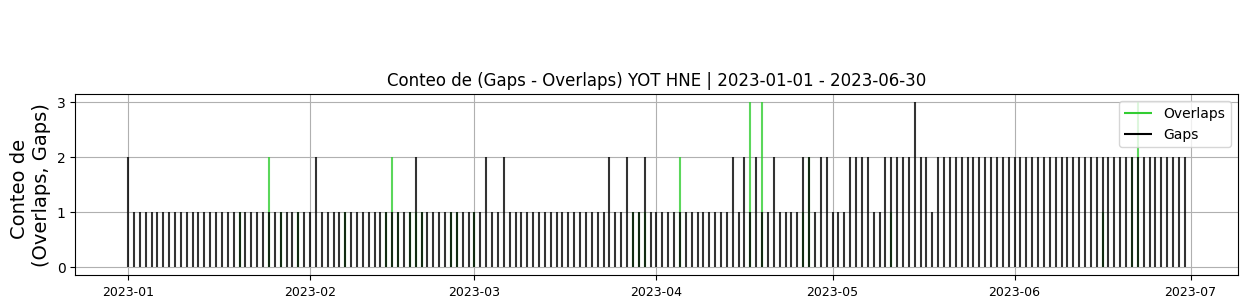 Conteo de (Gaps - Overlaps) YOT HNE | 2023-01-01 - 2023-06-30
Conteo de
(Overlaps, Gaps)
3
2
1
0
Overlaps
Gaps
2023-01
2023-02
2023-03
2023-04
2023-05
2023-06
2023-07